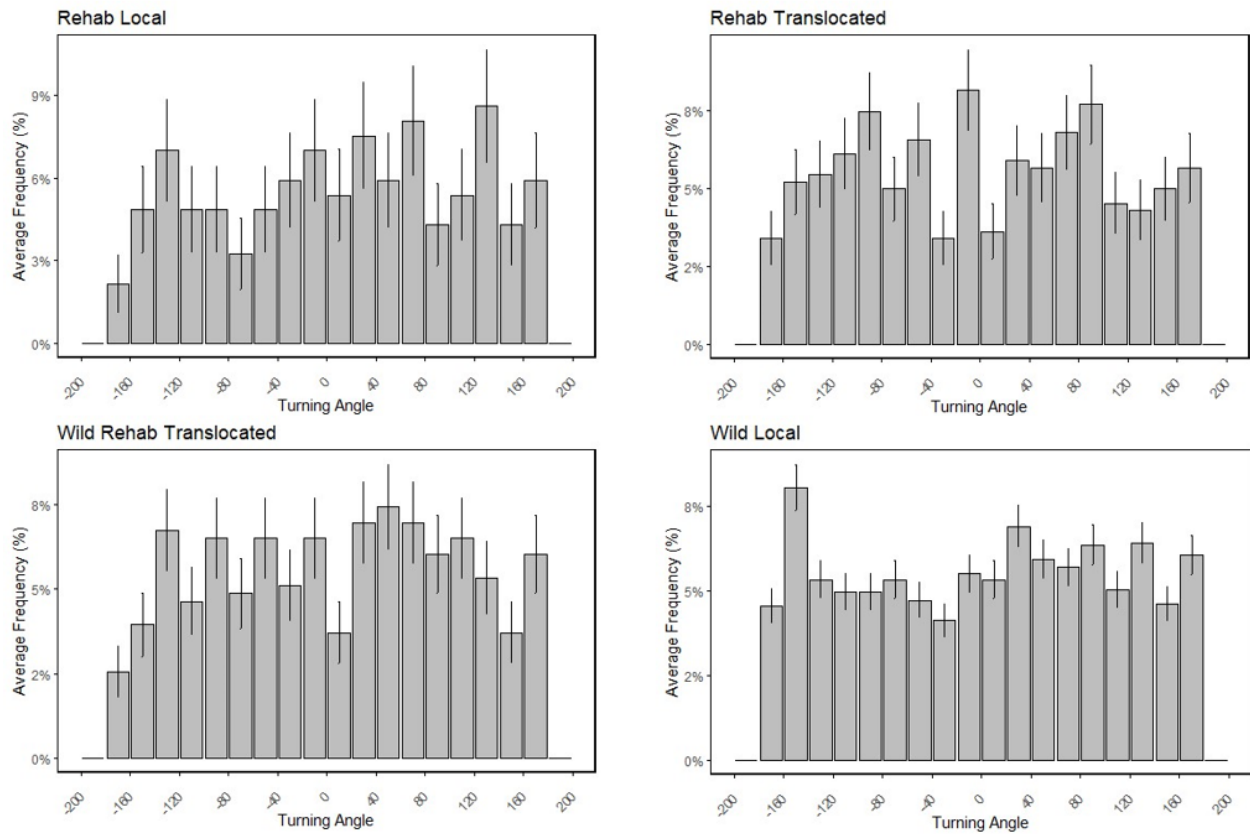 Rehab Local
Average Frequency (%)
9%
6%
3%
0%
-200 -160 -120 -80 -40 0 40 80 120 160 200
Turning Angle
Rehab Translocated
Average Frequency (%)
8%
5%
2%
0%
-200 -160 -120 -80 -40 0 40 80 120 160 200
Turning Angle
Wild Rehab Translocated
Average Frequency (%)
8%
5%
2%
0%
-200 -160 -120 -80 -40 0 40 80 120 160 200
Turning Angle
Wild Local
Average Frequency (%)
8%
5%
2%
0%
-200 -160 -120 -80 -40 0 40 80 120 160 200
Turning Angle